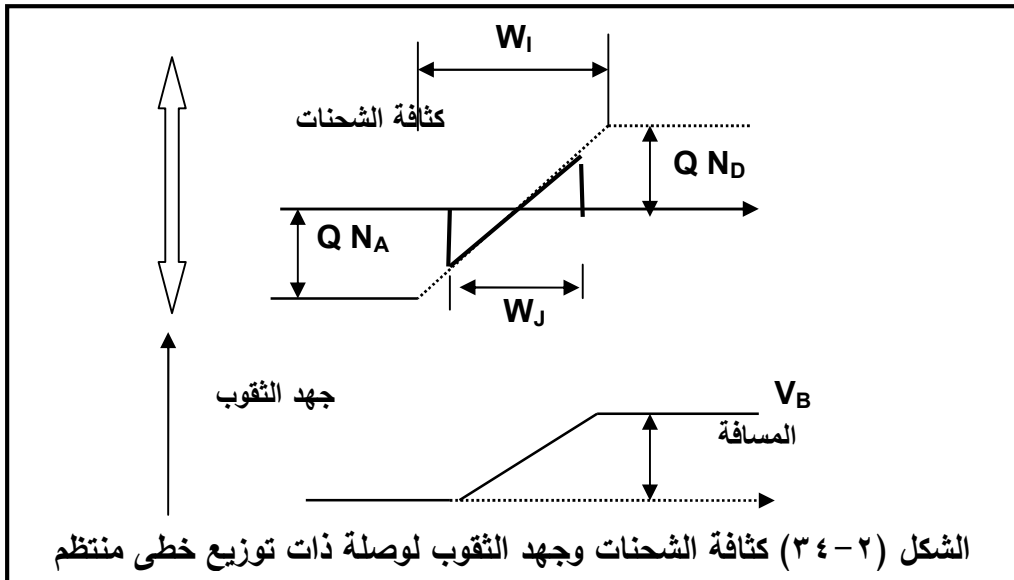 W_I
كثافة الشحنات
Q N_D
Q N_A
W_J
جهد الثقوب
V_B
المسافة
الشكل (٢-٣٤) كثافة الشحنات وجهد الثقوب لوصلة ذات توزيع خطى منتظم